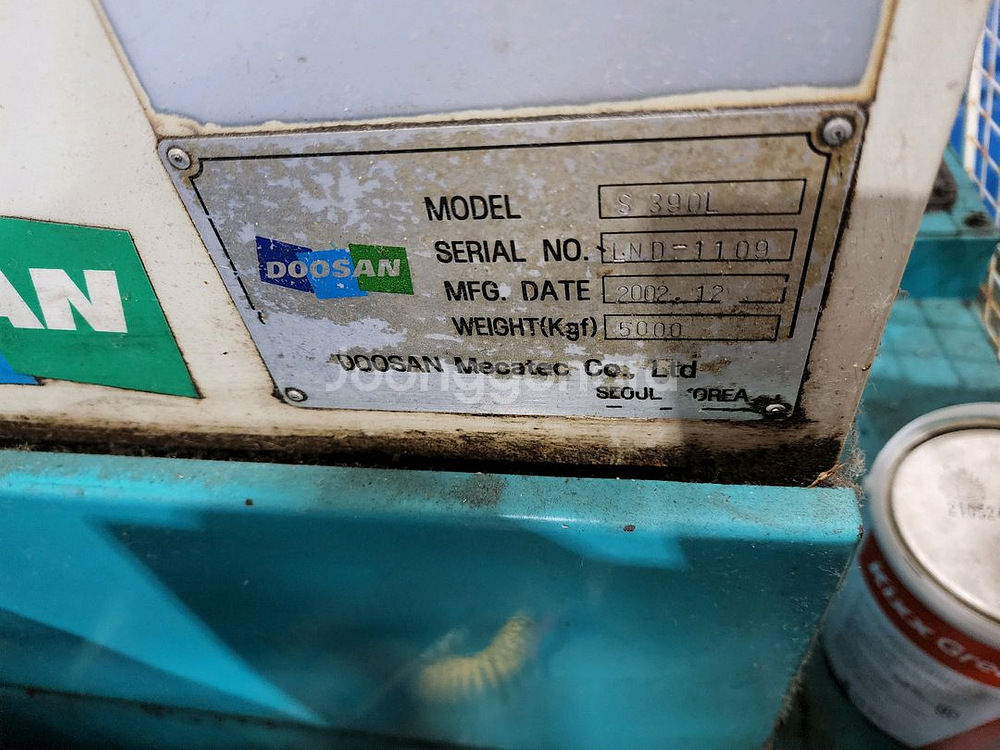 MODEL S 390L
DOOSAN
SERIAL NO. LND-1109
MFG. DATE 2002.12
WEIGHT(Kgf) 5000
DOOSAN Mecatec Co., Ltd
SEOUL KOREA
AN
KIXX